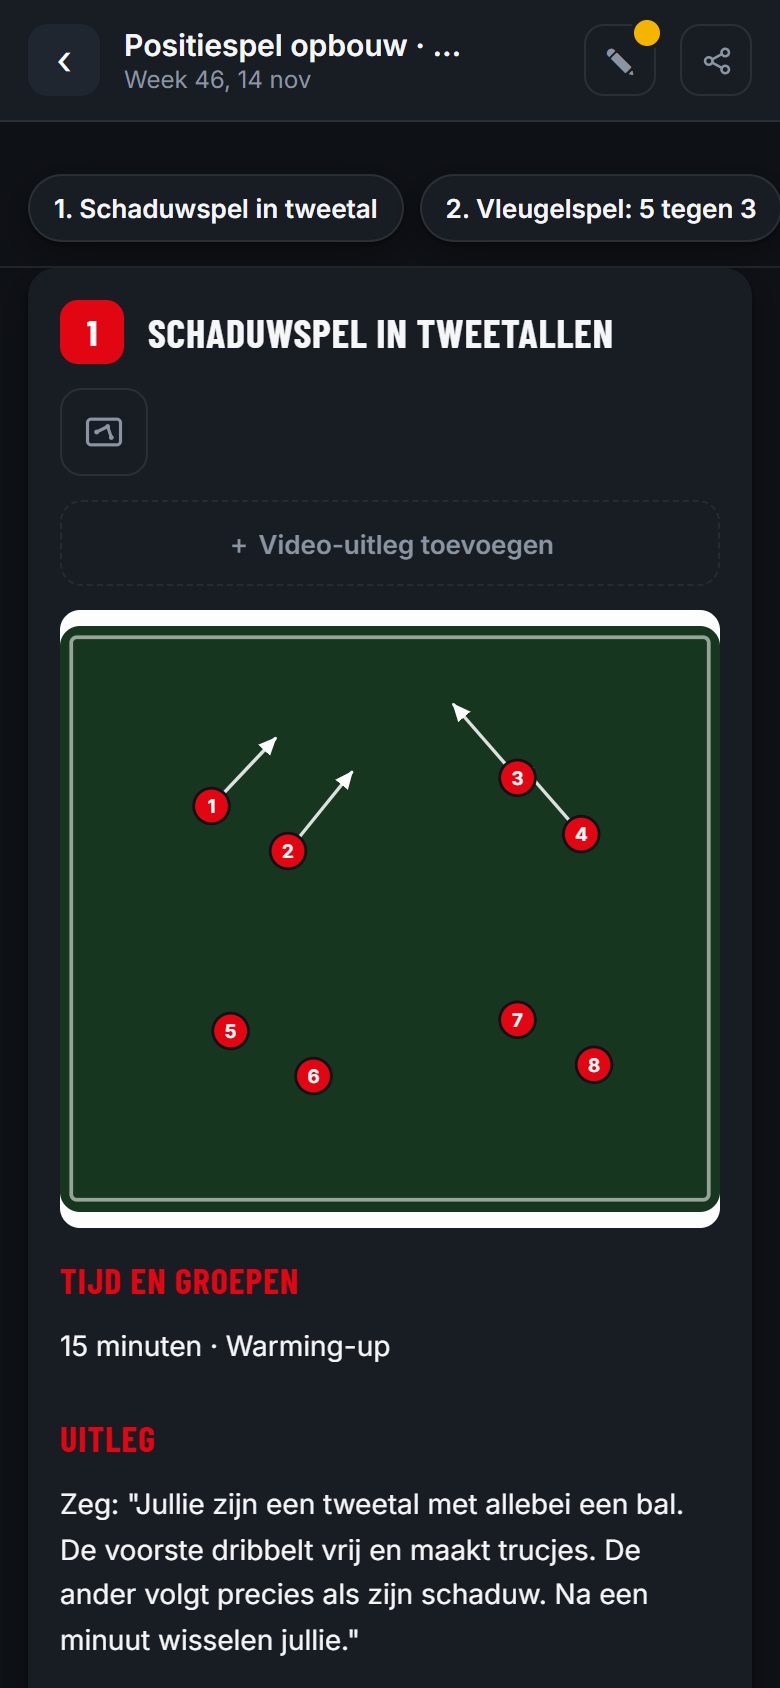 Positiespel opbouw · ...
Week 46, 14 nov
1. Schaduwspel in tweetal
2. Vleugelspel: 5 tegen 3
1
SCHADUWSPEL IN TWEETALLEN
+ Video-uitleg toevoegen
3
1
4
2
7
5
8
6
TIJD EN GROEPEN
15 minuten · Warming-up
UITLEG
Zeg: "Jullie zijn een tweetal met allebei een bal.
De voorste dribbelt vrij en maakt trucjes. De
ander volgt precies als zijn schaduw. Na een
minuut wisselen jullie."